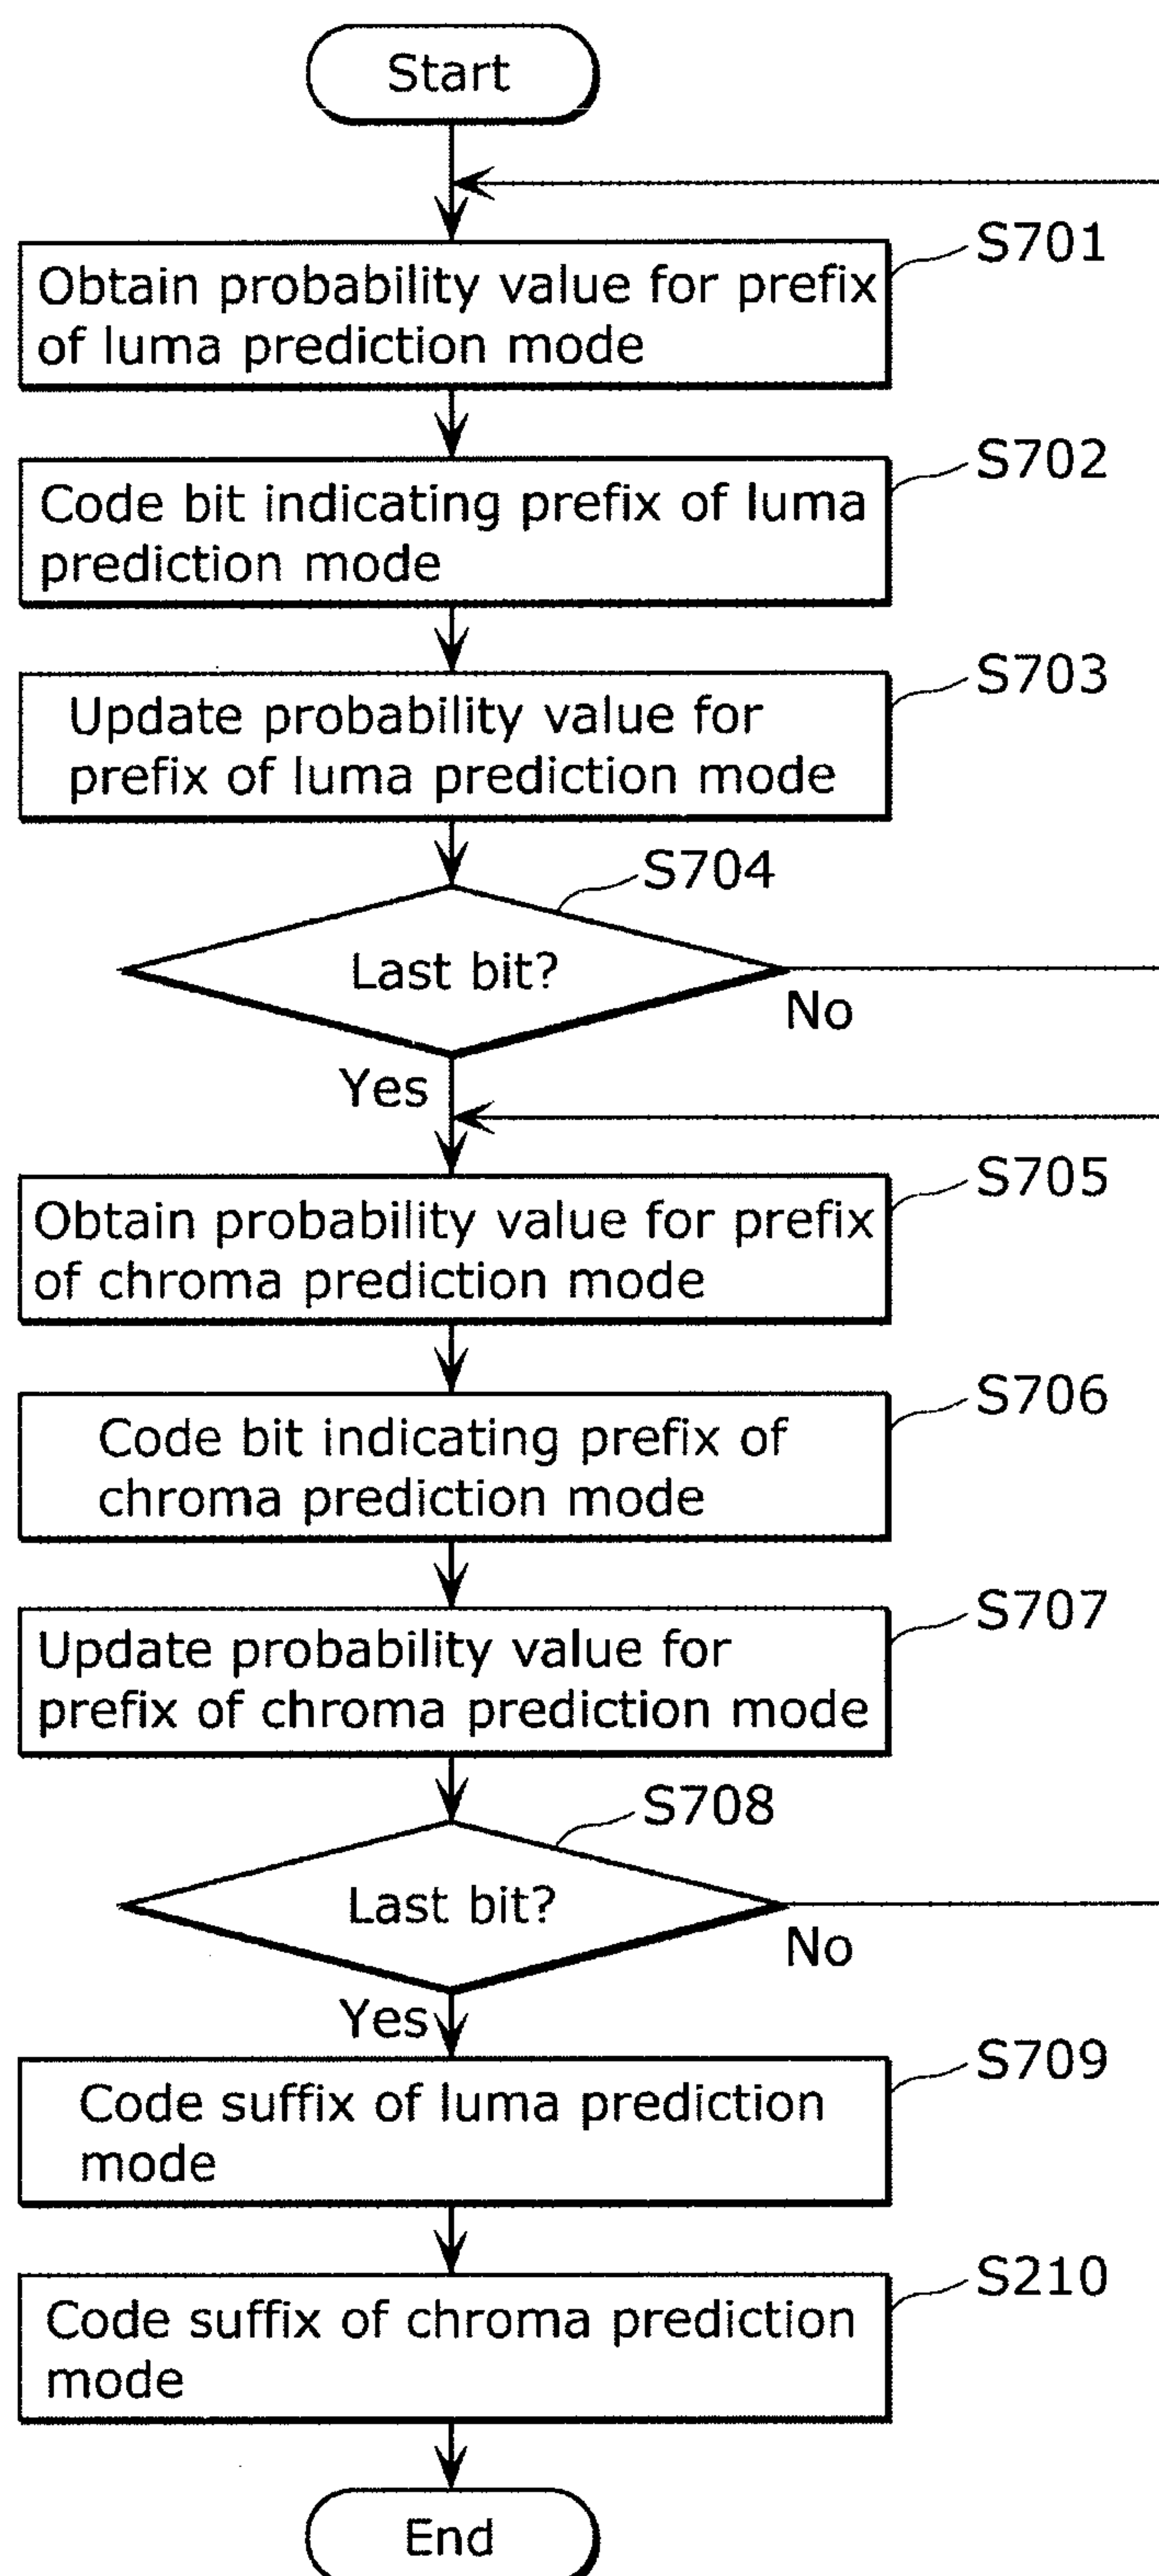 Start
S701
Obtain probability value for prefix
of luma prediction mode
S702
Code bit indicating prefix of luma
prediction mode
S703
Update probability value for
prefix of luma prediction mode
S704
Last bit?
No
Yes
S705
Obtain probability value for prefix
of chroma prediction mode
S706
Code bit indicating prefix of
chroma prediction mode
S707
Update probability value for
prefix of chroma prediction mode
S708
Last bit?
No
Yes
S709
Code suffix of luma prediction
mode
S210
Code suffix of chroma prediction
mode
End